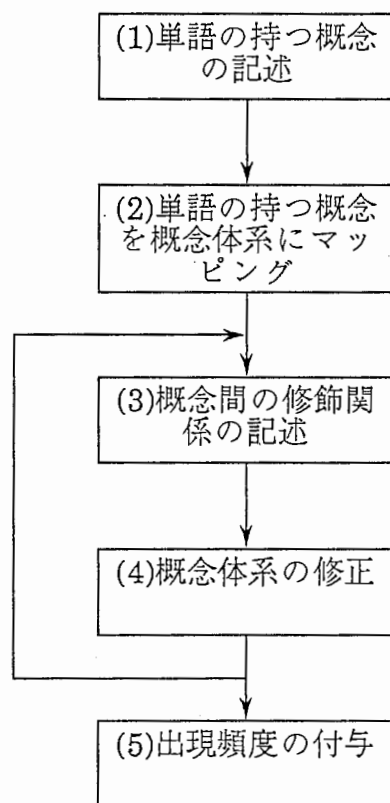 (1)単語の持つ概念
の記述
(2)単語の持つ概念
を概念体系にマッ
ピング
(3)概念間の修飾関
係の記述
(4)概念体系の修正
(5)出現頻度の付与